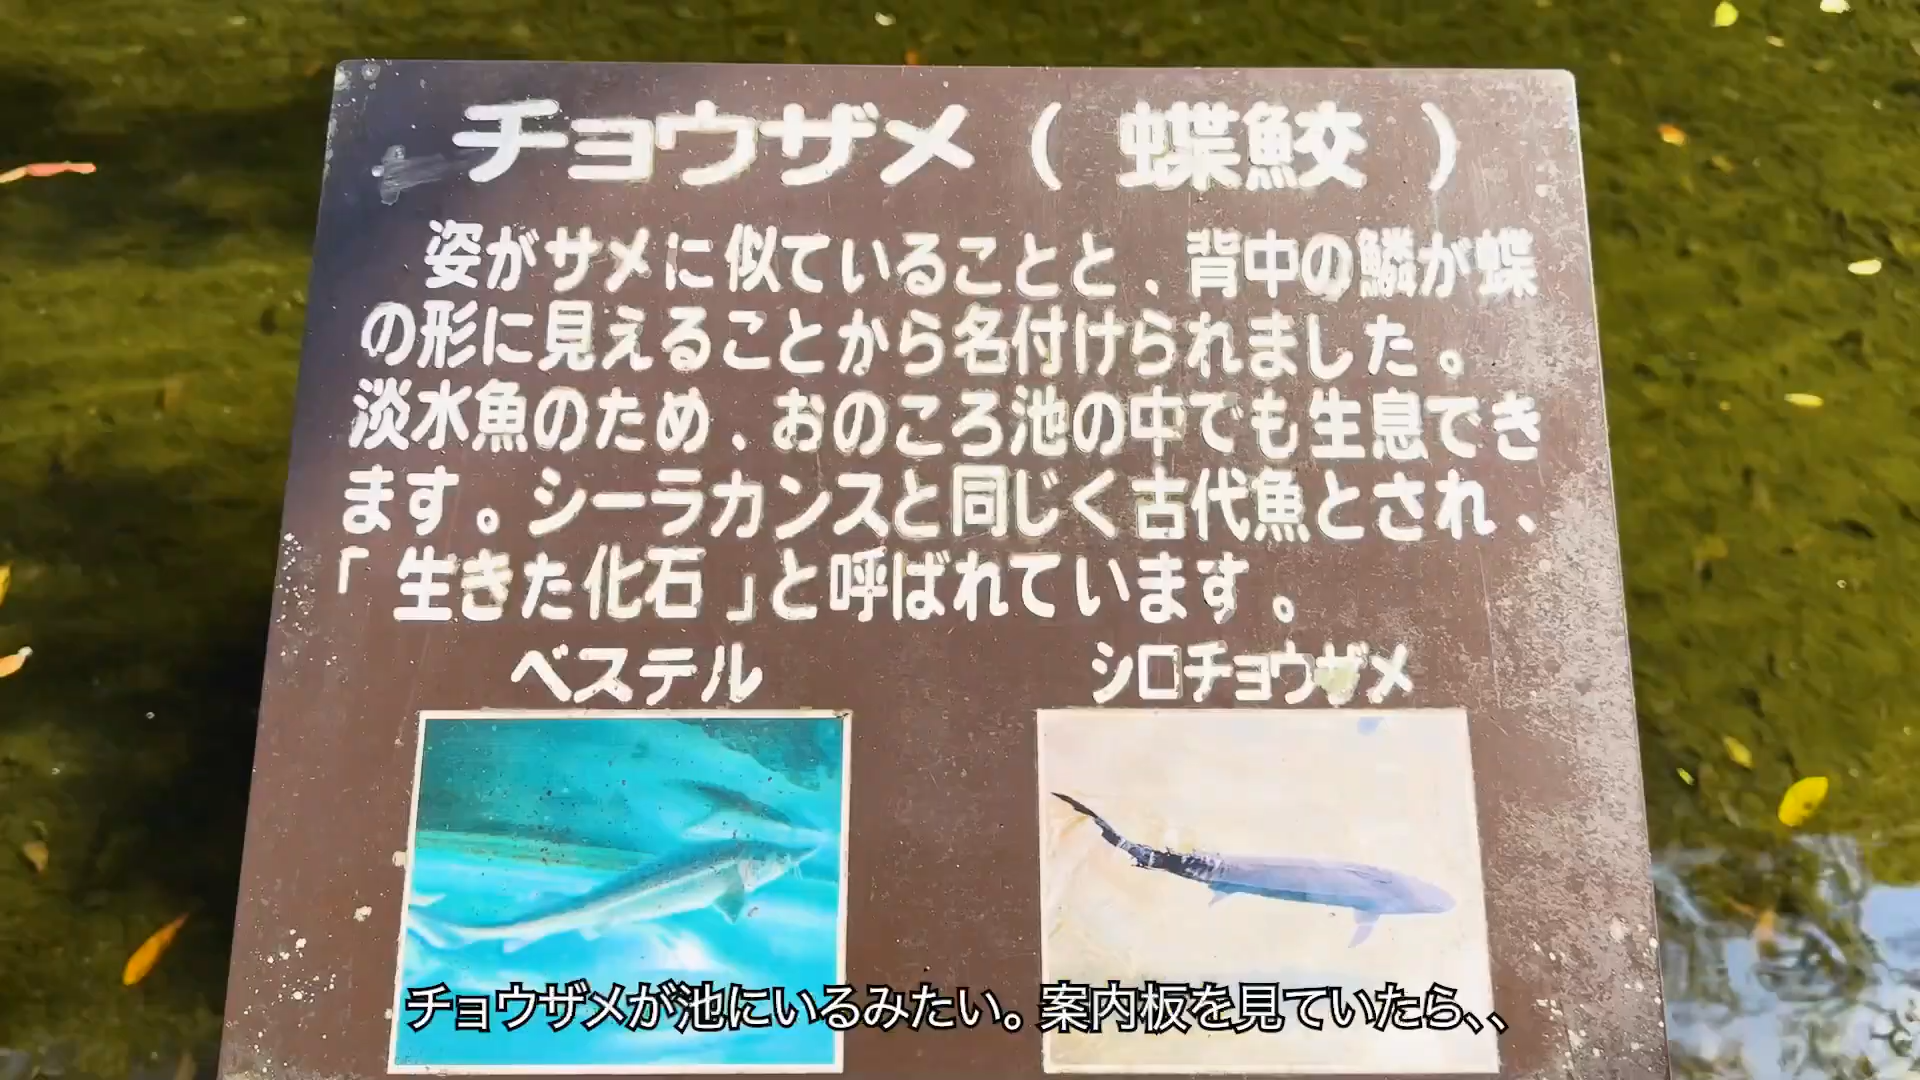 チョウザメ（蝶鮫）
姿がサメに似ていることと、背中の鱗が蝶
の形に見えることから名付けられました。
淡水魚のため、おのころ池の中でも生息でき
ます。シーラカンスと同じく古代魚とされ、
「生きた化石」と呼ばれています。
ベステル
シロチョウザメ
チョウザメが池にいるみたい。案内板を見ていたら、、